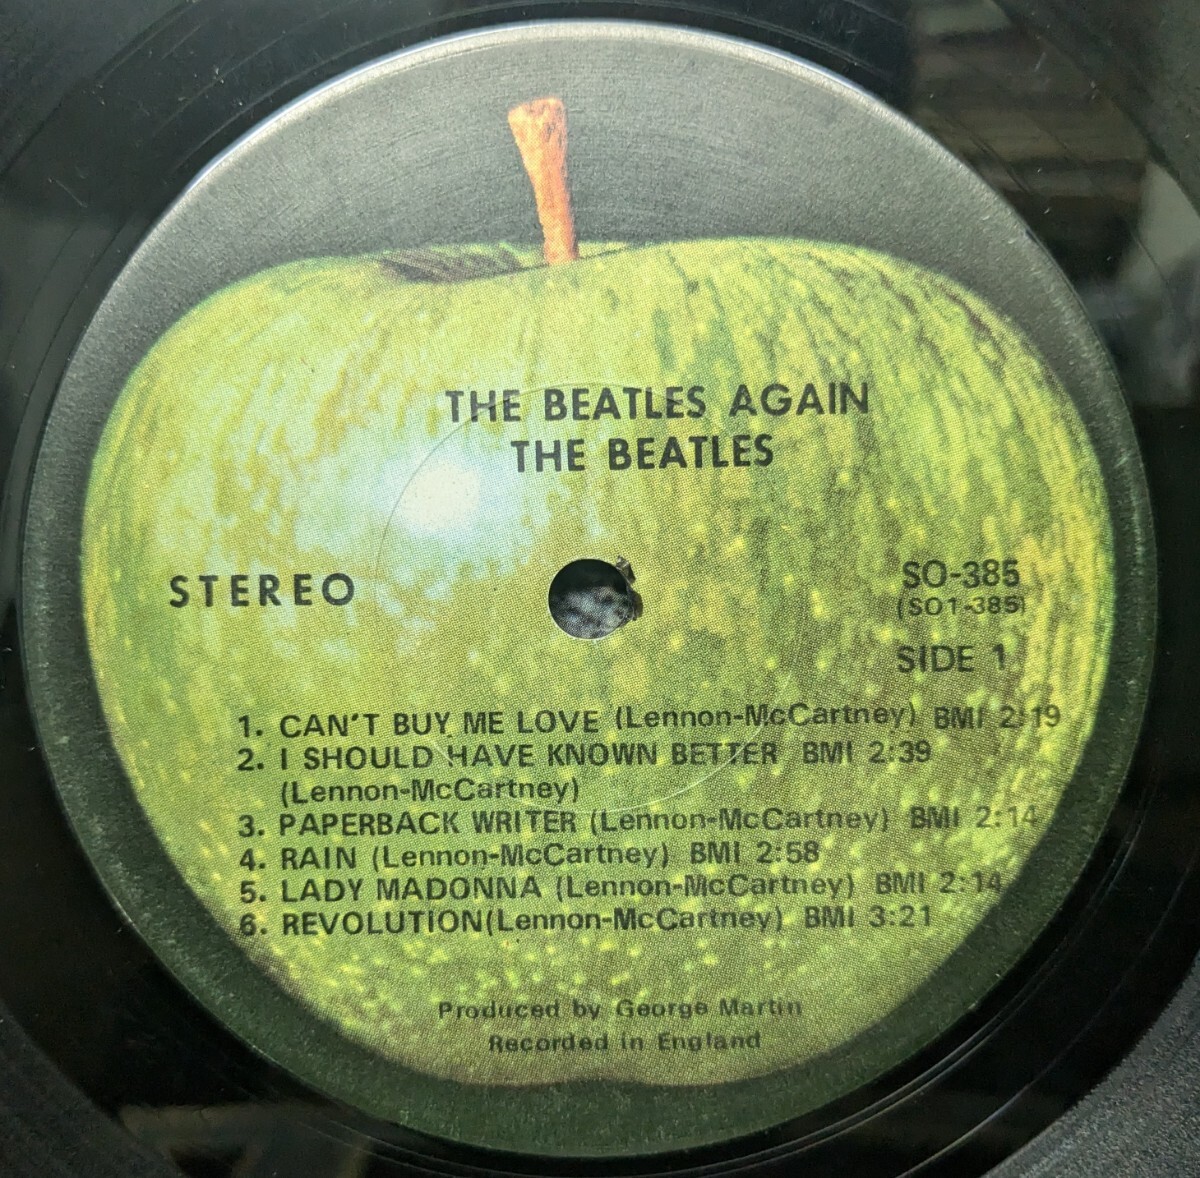 THE BEATLES AGAIN
THE BEATLES
STEREO
SO-385
(SO1-385)
SIDE 1
1. CAN'T BUY ME LOVE (Lennon-McCartney) BMI 2:19
2. I SHOULD HAVE KNOWN BETTER BMI 2:39
(Lennon-McCartney)
3. PAPERBACK WRITER (Lennon-McCartney) BMI 2:14
4. RAIN (Lennon-McCartney) BMI 2:58
5. LADY MADONNA (Lennon-McCartney) BMI 2:14
6. REVOLUTION(Lennon-McCartney) BMI 3:21
Produced by George Martin
Recorded in England